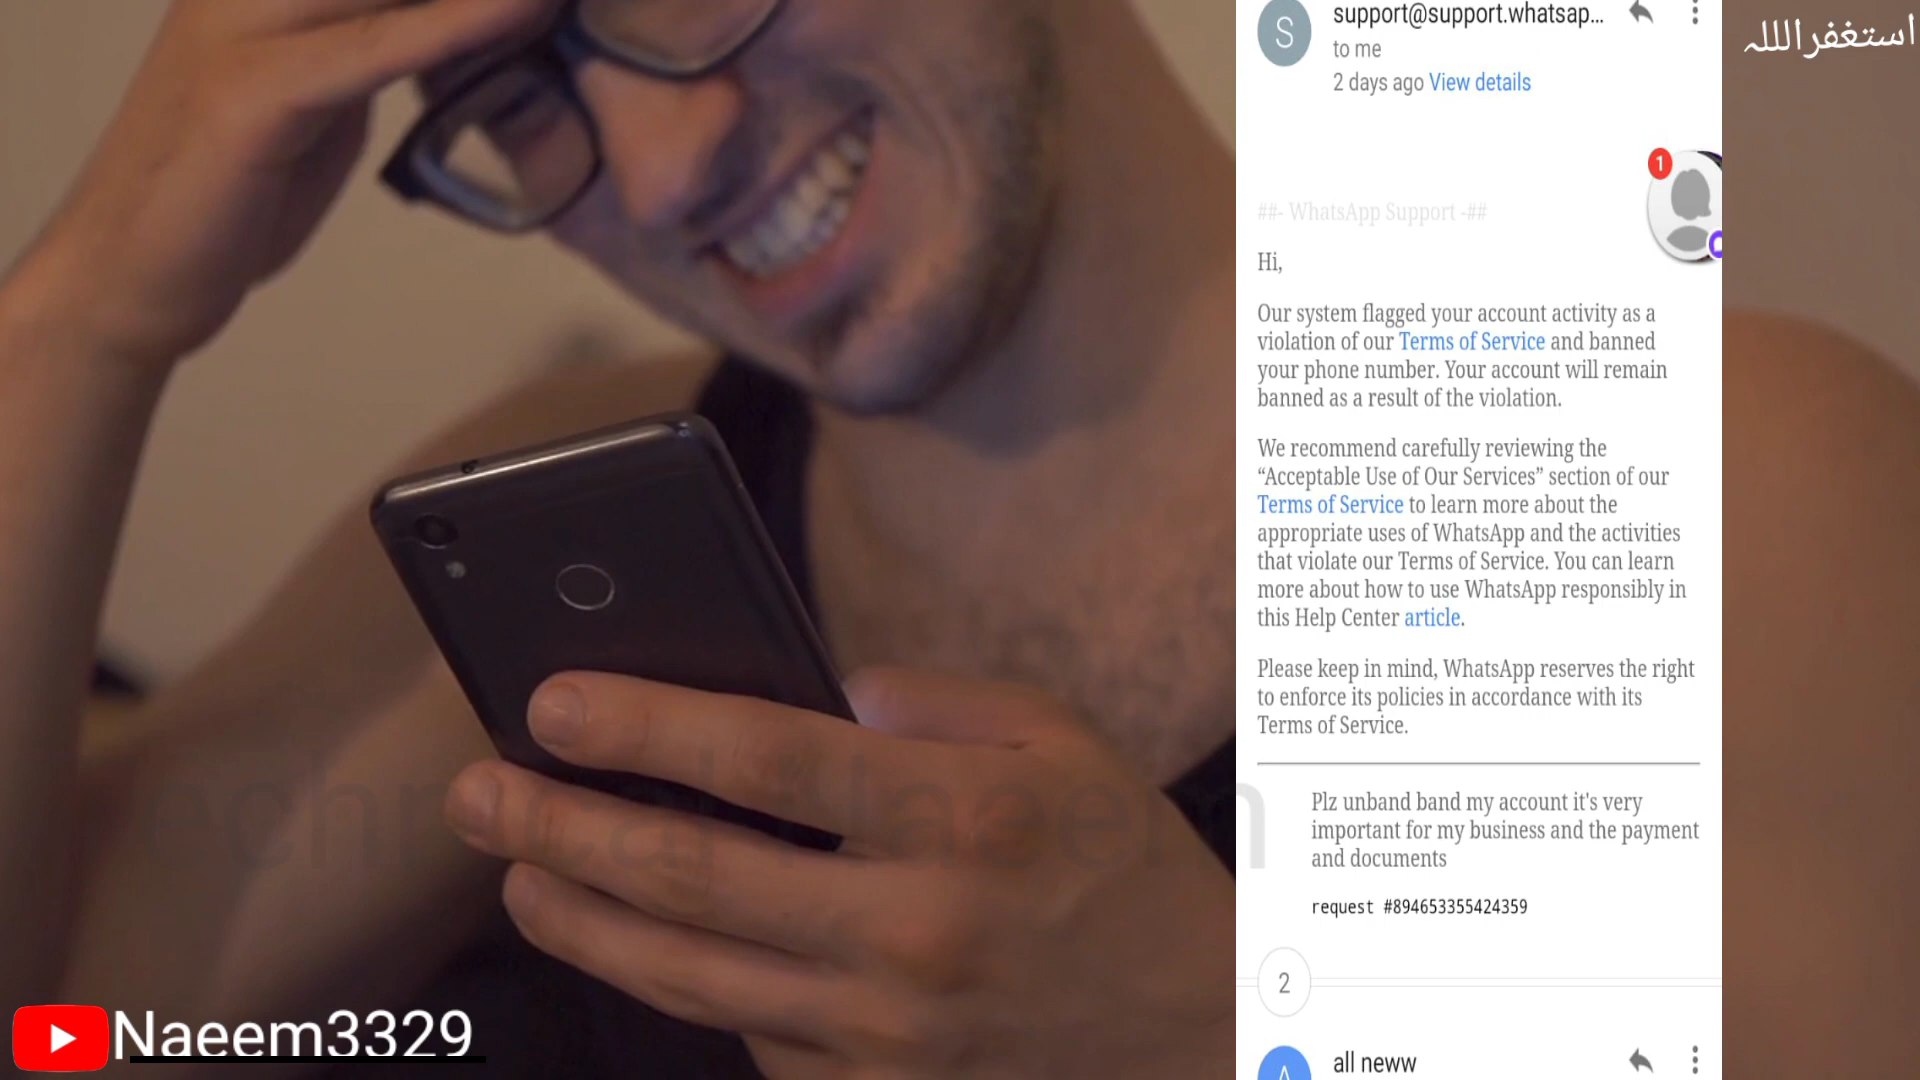 support@support.whatsap...
to me
2 days ago View details
1
##- WhatsApp Support -##
Hi,
Our system flagged your account activity as a
violation of our Terms of Service and banned
your phone number. Your account will remain
banned as a result of the violation.
We recommend carefully reviewing the
“Acceptable Use of Our Services” section of our
Terms of Service to learn more about the
appropriate uses of WhatsApp and the activities
that violate our Terms of Service. You can learn
more about how to use WhatsApp responsibly in
this Help Center article.
Please keep in mind, WhatsApp reserves the right
to enforce its policies in accordance with its
Terms of Service.
Plz unband band my account it's very
important for my business and the payment
and documents
request #894653355424359
2
all neww
استغفراللہ
S
A
echnical Naeem
Naeem3329